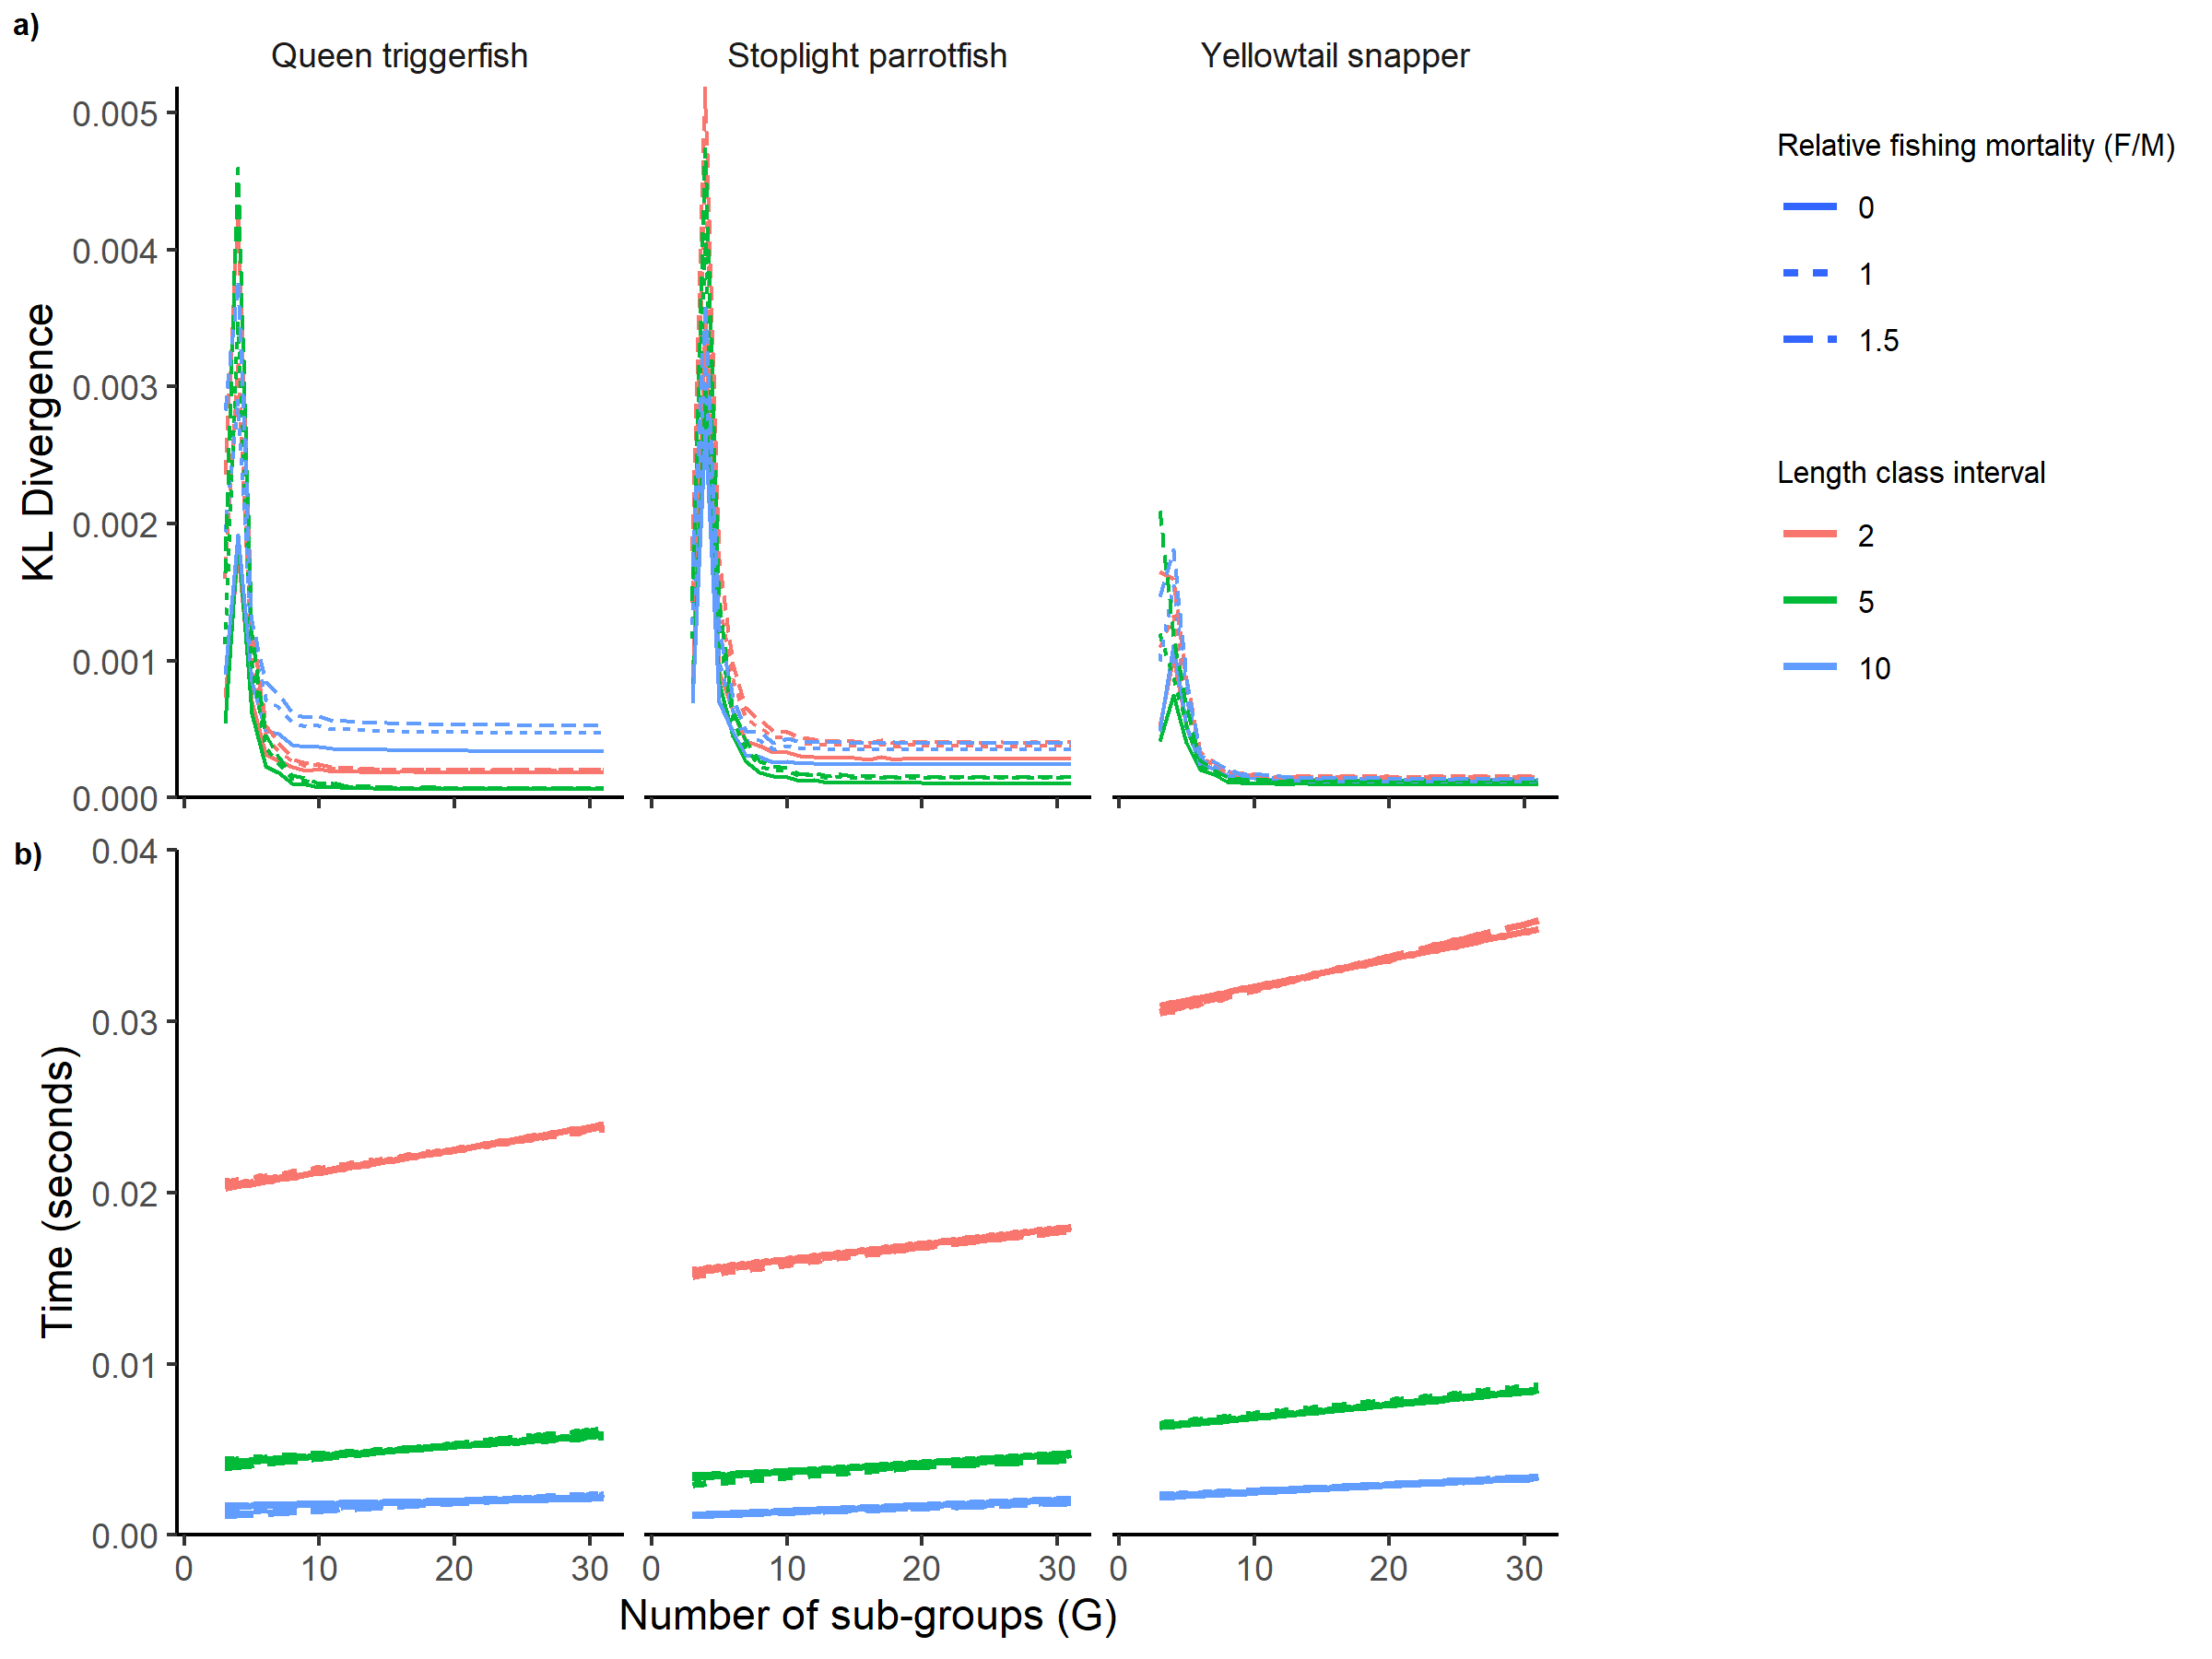 a)
Queen triggerfish Stoplight parrotfish Yellowtail snapper
0.005
0.004
0.003
0.002
0.001
0.000
KL Divergence
Relative fishing mortality (F/M)
0
1
1.5
Length class interval
2
5
10
b)
0.04
0.03
0.02
0.01
0.00
Time (seconds)
0 10 20 30 0 10 20 30 0 10 20 30
Number of sub-groups (G)